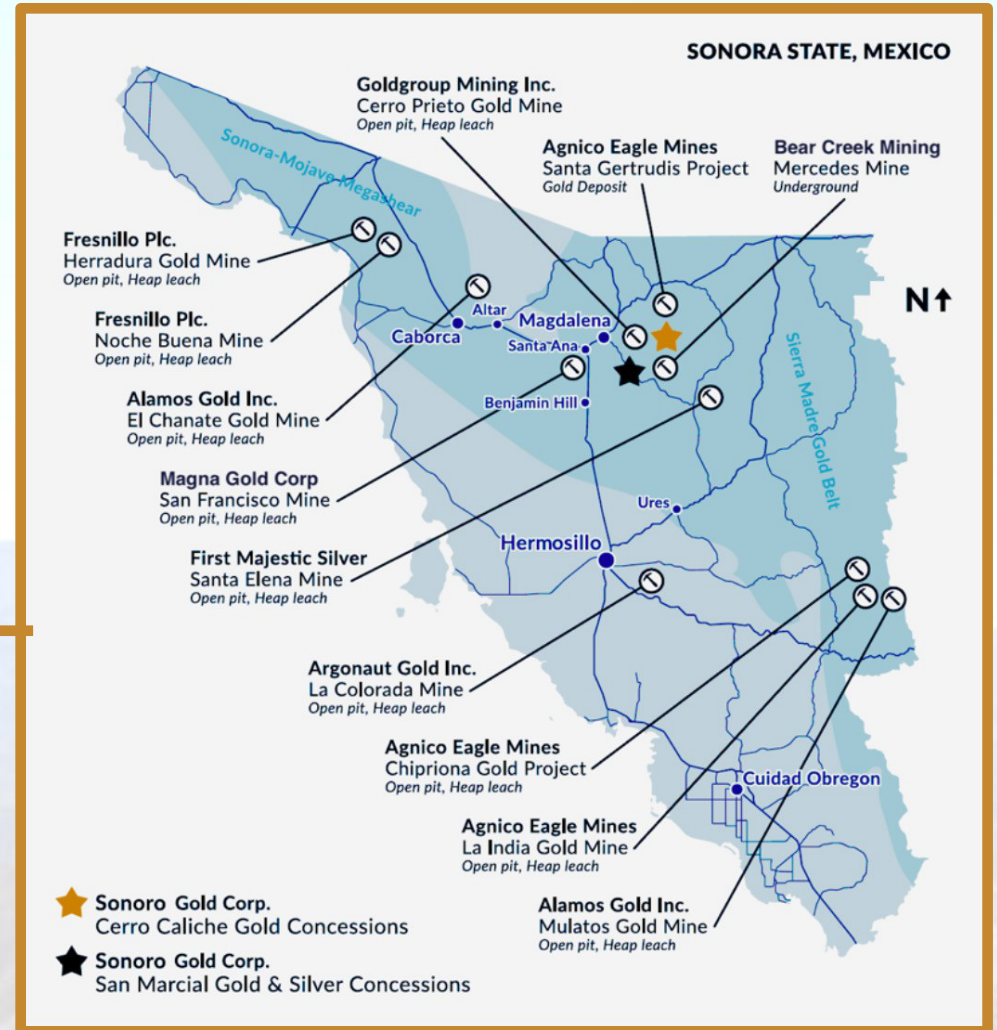 SONORA STATE, MEXICO
Goldgroup Mining Inc.
Cerro Prieto Gold Mine
Open pit, Heap leach
Agnico Eagle Mines
Santa Gertrudis Project
Gold Deposit
Bear Creek Mining
Mercedes Mine
Underground
Sonora-Mojave Megashear
Fresnillo Plc.
Herradura Gold Mine
Open pit, Heap leach
N
Fresnillo Plc.
Noche Buena Mine
Open pit, Heap leach
Altar
Caborca
Magdalena
Santa Ana
Sierra Madre Gold Belt
Alamos Gold Inc.
El Chanate Gold Mine
Open pit, Heap leach
Benjamin Hill
Magna Gold Corp
San Francisco Mine
Open pit, Heap leach
Ures
Hermosillo
First Majestic Silver
Santa Elena Mine
Open pit, Heap leach
Argonaut Gold Inc.
La Colorada Mine
Open pit, Heap leach
Agnico Eagle Mines
Chipriona Gold Project
Open pit, Heap leach
Cuidad Obregon
Agnico Eagle Mines
La India Gold Mine
Open pit, Heap leach
Alamos Gold Inc.
Mulatos Gold Mine
Open pit, Heap leach
Sonoro Gold Corp.
Cerro Caliche Gold Concessions
Sonoro Gold Corp.
San Marcial Gold & Silver Concessions